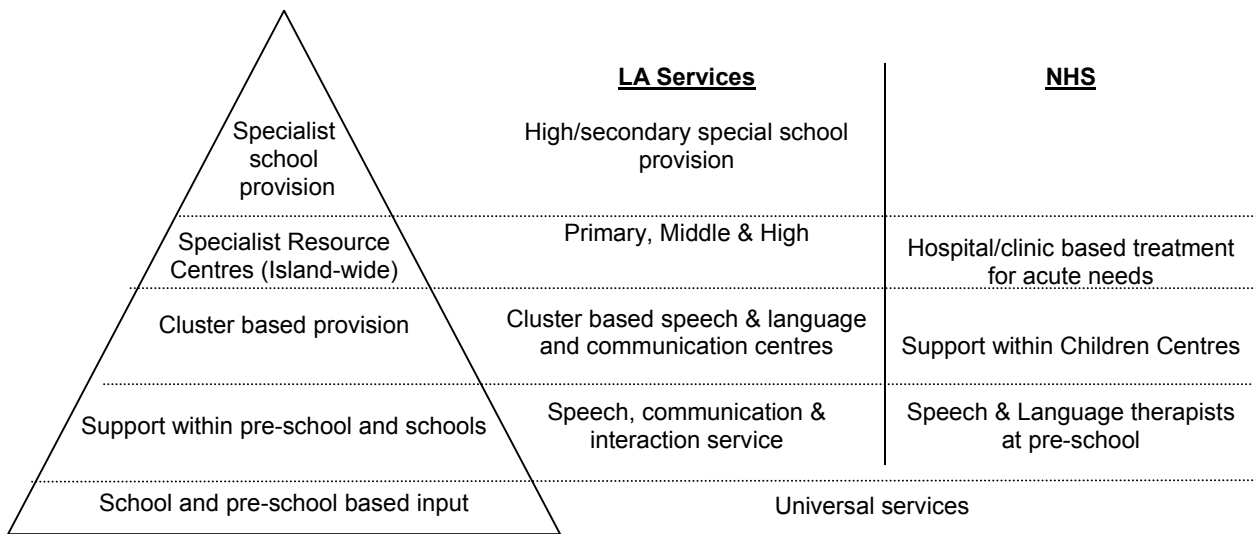 LA Services
NHS
Specialist
school
provision
High/secondary special school
provision
Specialist Resource
Centres (Island-wide)
Primary, Middle & High
Hospital/clinic based treatment
for acute needs
Cluster based provision
Cluster based speech & language
and communication centres
Support within Children Centres
Support within pre-school and schools
Speech, communication &
interaction service
Speech & Language therapists
at pre-school
School and pre-school based input
Universal services